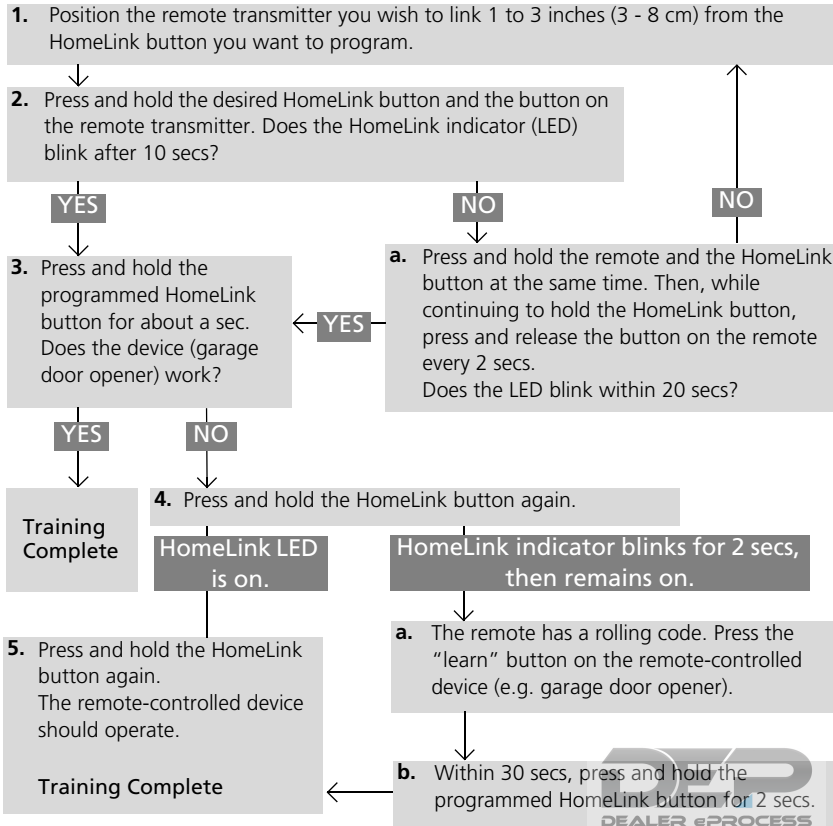 1. Position the remote transmitter you wish to link 1 to 3 inches (3 - 8 cm) from the
HomeLink button you want to program.
2. Press and hold the desired HomeLink button and the button on
the remote transmitter. Does the HomeLink indicator (LED)
blink after 10 secs?
YES
NO
NO
3. Press and hold the
programmed HomeLink
button for about a sec.
Does the device (garage
door opener) work?
YES
a. Press and hold the remote and the HomeLink
button at the same time. Then, while
continuing to hold the HomeLink button,
press and release the button on the remote
every 2 secs.
Does the LED blink within 20 secs?
YES
NO
Training
Complete
4. Press and hold the HomeLink button again.
HomeLink LED
is on.
HomeLink indicator blinks for 2 secs,
then remains on.
5. Press and hold the HomeLink
button again.
The remote-controlled device
should operate.
Training Complete
a. The remote has a rolling code. Press the
“learn” button on the remote-controlled
device (e.g. garage door opener).
b. Within 30 secs, press and hold the
programmed HomeLink button for 2 secs.
DEP
DEALER ePROCESS